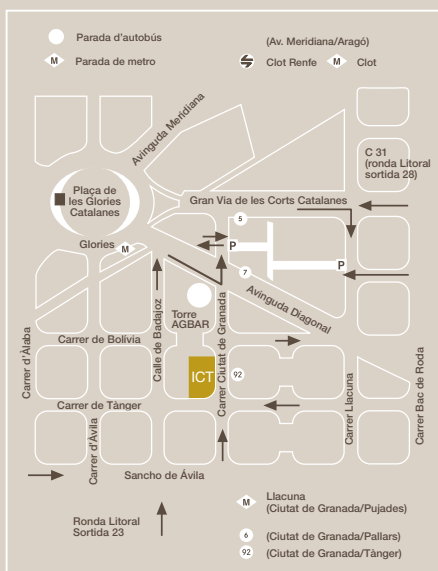 Parada d'autobús
M Parada de metro
(Av. Meridiana/Aragó)
Clot Renfe M Clot
Avinguda Meridiana
C 31
(ronda Litoral
sortida 28)
Plaça de
les Glories
Catalanes
Gran Via de les Corts Catalanes
5
Glories M
P
P
7
Torre
AGBAR
Avinguda Diagonal
Calle de Badajoz
Carrer Ciutat de Granada
Carrer d'Àlaba
Carrer de Bolívia
ICT
92
Carrer de Tànger
Carrer Llacuna
Carrer Bac de Roda
Carrer d'Ávila
Sancho de Ávila
M Llacuna
(Ciutat de Granada/Pujades)
Ronda Litoral
Sortida 23
6 (Ciutat de Granada/Pallars)
92 (Ciutat de Granada/Tànger)